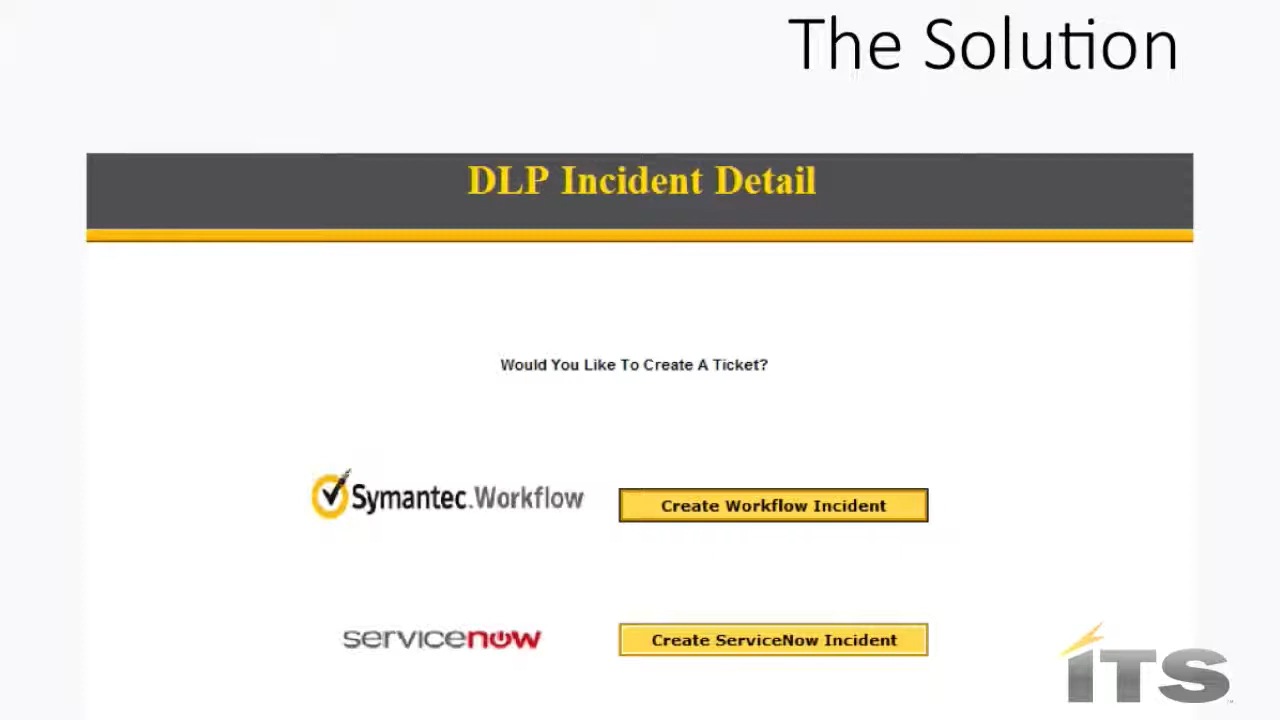 The Solution
DLP Incident Detail
Would You Like To Create A Ticket?
Symantec.Workflow
Create Workflow Incident
servicenow
Create ServiceNow Incident
ITS